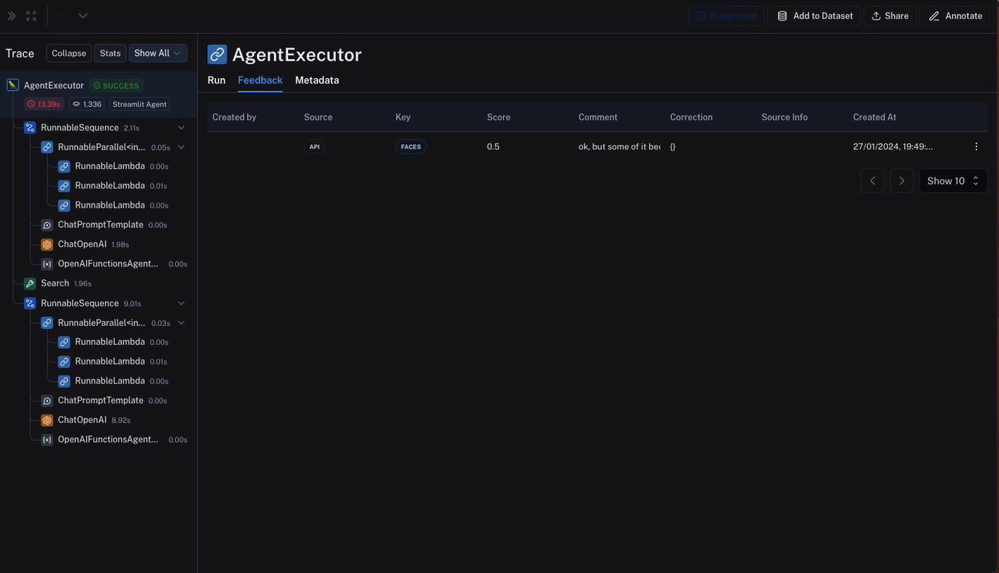 Playground Add to Dataset Share Annotate
Trace Collapse Stats Show All
AgentExecutor SUCCESS
13.39s 1,336 Streamlit Agent
RunnableSequence 2.11s
RunnableParallel<in... 0.05s
RunnableLambda 0.00s
RunnableLambda 0.01s
RunnableLambda 0.00s
ChatPromptTemplate 0.00s
ChatOpenAI 1.98s
OpenAIFunctionsAgent... 0.00s
Search 1.96s
RunnableSequence 9.01s
RunnableParallel<in... 0.03s
RunnableLambda 0.00s
RunnableLambda 0.01s
RunnableLambda 0.00s
ChatPromptTemplate 0.00s
ChatOpenAI 8.92s
OpenAIFunctionsAgent... 0.00s
AgentExecutor
Run Feedback Metadata
Created by Source Key Score Comment Correction Source Info Created At
API FACES 0.5 ok, but some of it bec {} 27/01/2024, 19:49:...
Show 10